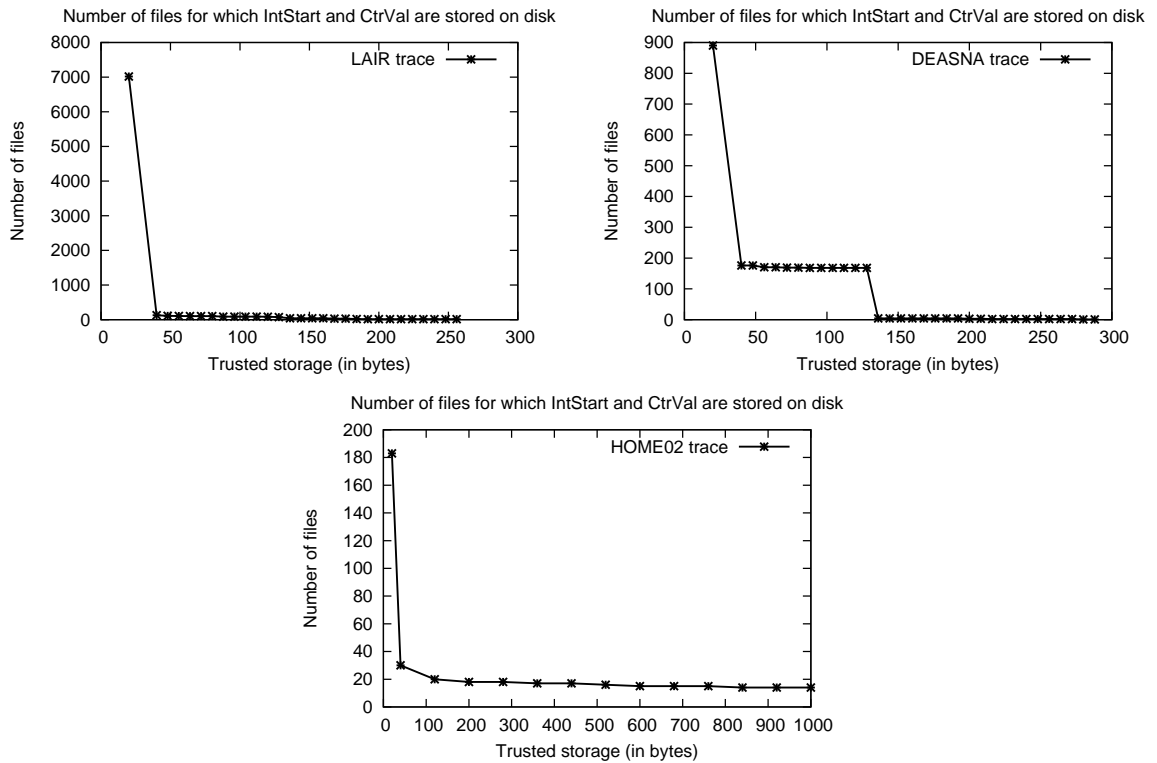 Number of files for which IntStart and CtrVal are stored on disk
8000
7000
6000
5000
4000
3000
2000
1000
0
0 50 100 150 200 250 300
LAIR trace
Number of files
Trusted storage (in bytes)
Number of files for which IntStart and CtrVal are stored on disk
900
800
700
600
500
400
300
200
100
0
0 50 100 150 200 250 300
DEASNA trace
Number of files
Trusted storage (in bytes)
Number of files for which IntStart and CtrVal are stored on disk
200
180
160
140
120
100
80
60
40
20
0
0 100 200 300 400 500 600 700 800 900 1000
HOME02 trace
Number of files
Trusted storage (in bytes)